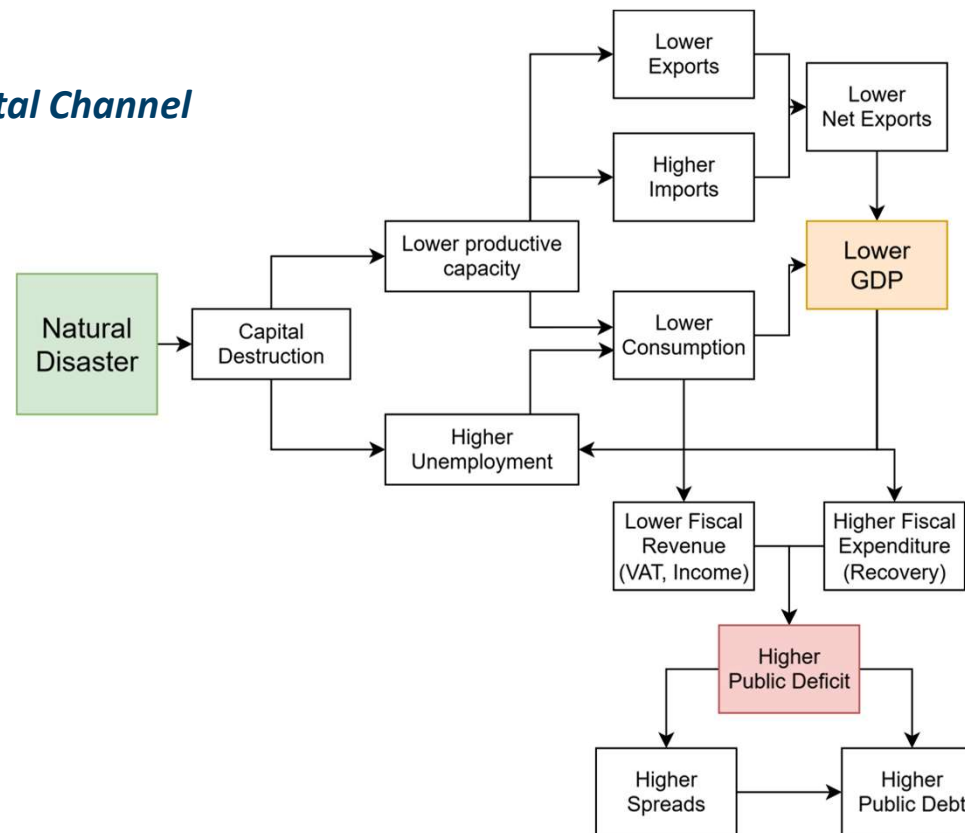 tal Channel
Lower
Exports
Lower
Net Exports
Higher
Imports
Lower productive
capacity
Lower
GDP
Natural
Disaster
Capital
Destruction
Lower
Consumption
Higher
Unemployment
Lower Fiscal
Revenue
(VAT, Income)
Higher Fiscal
Expenditure
(Recovery)
Higher
Public Deficit
Higher
Spreads
Higher
Public Debt